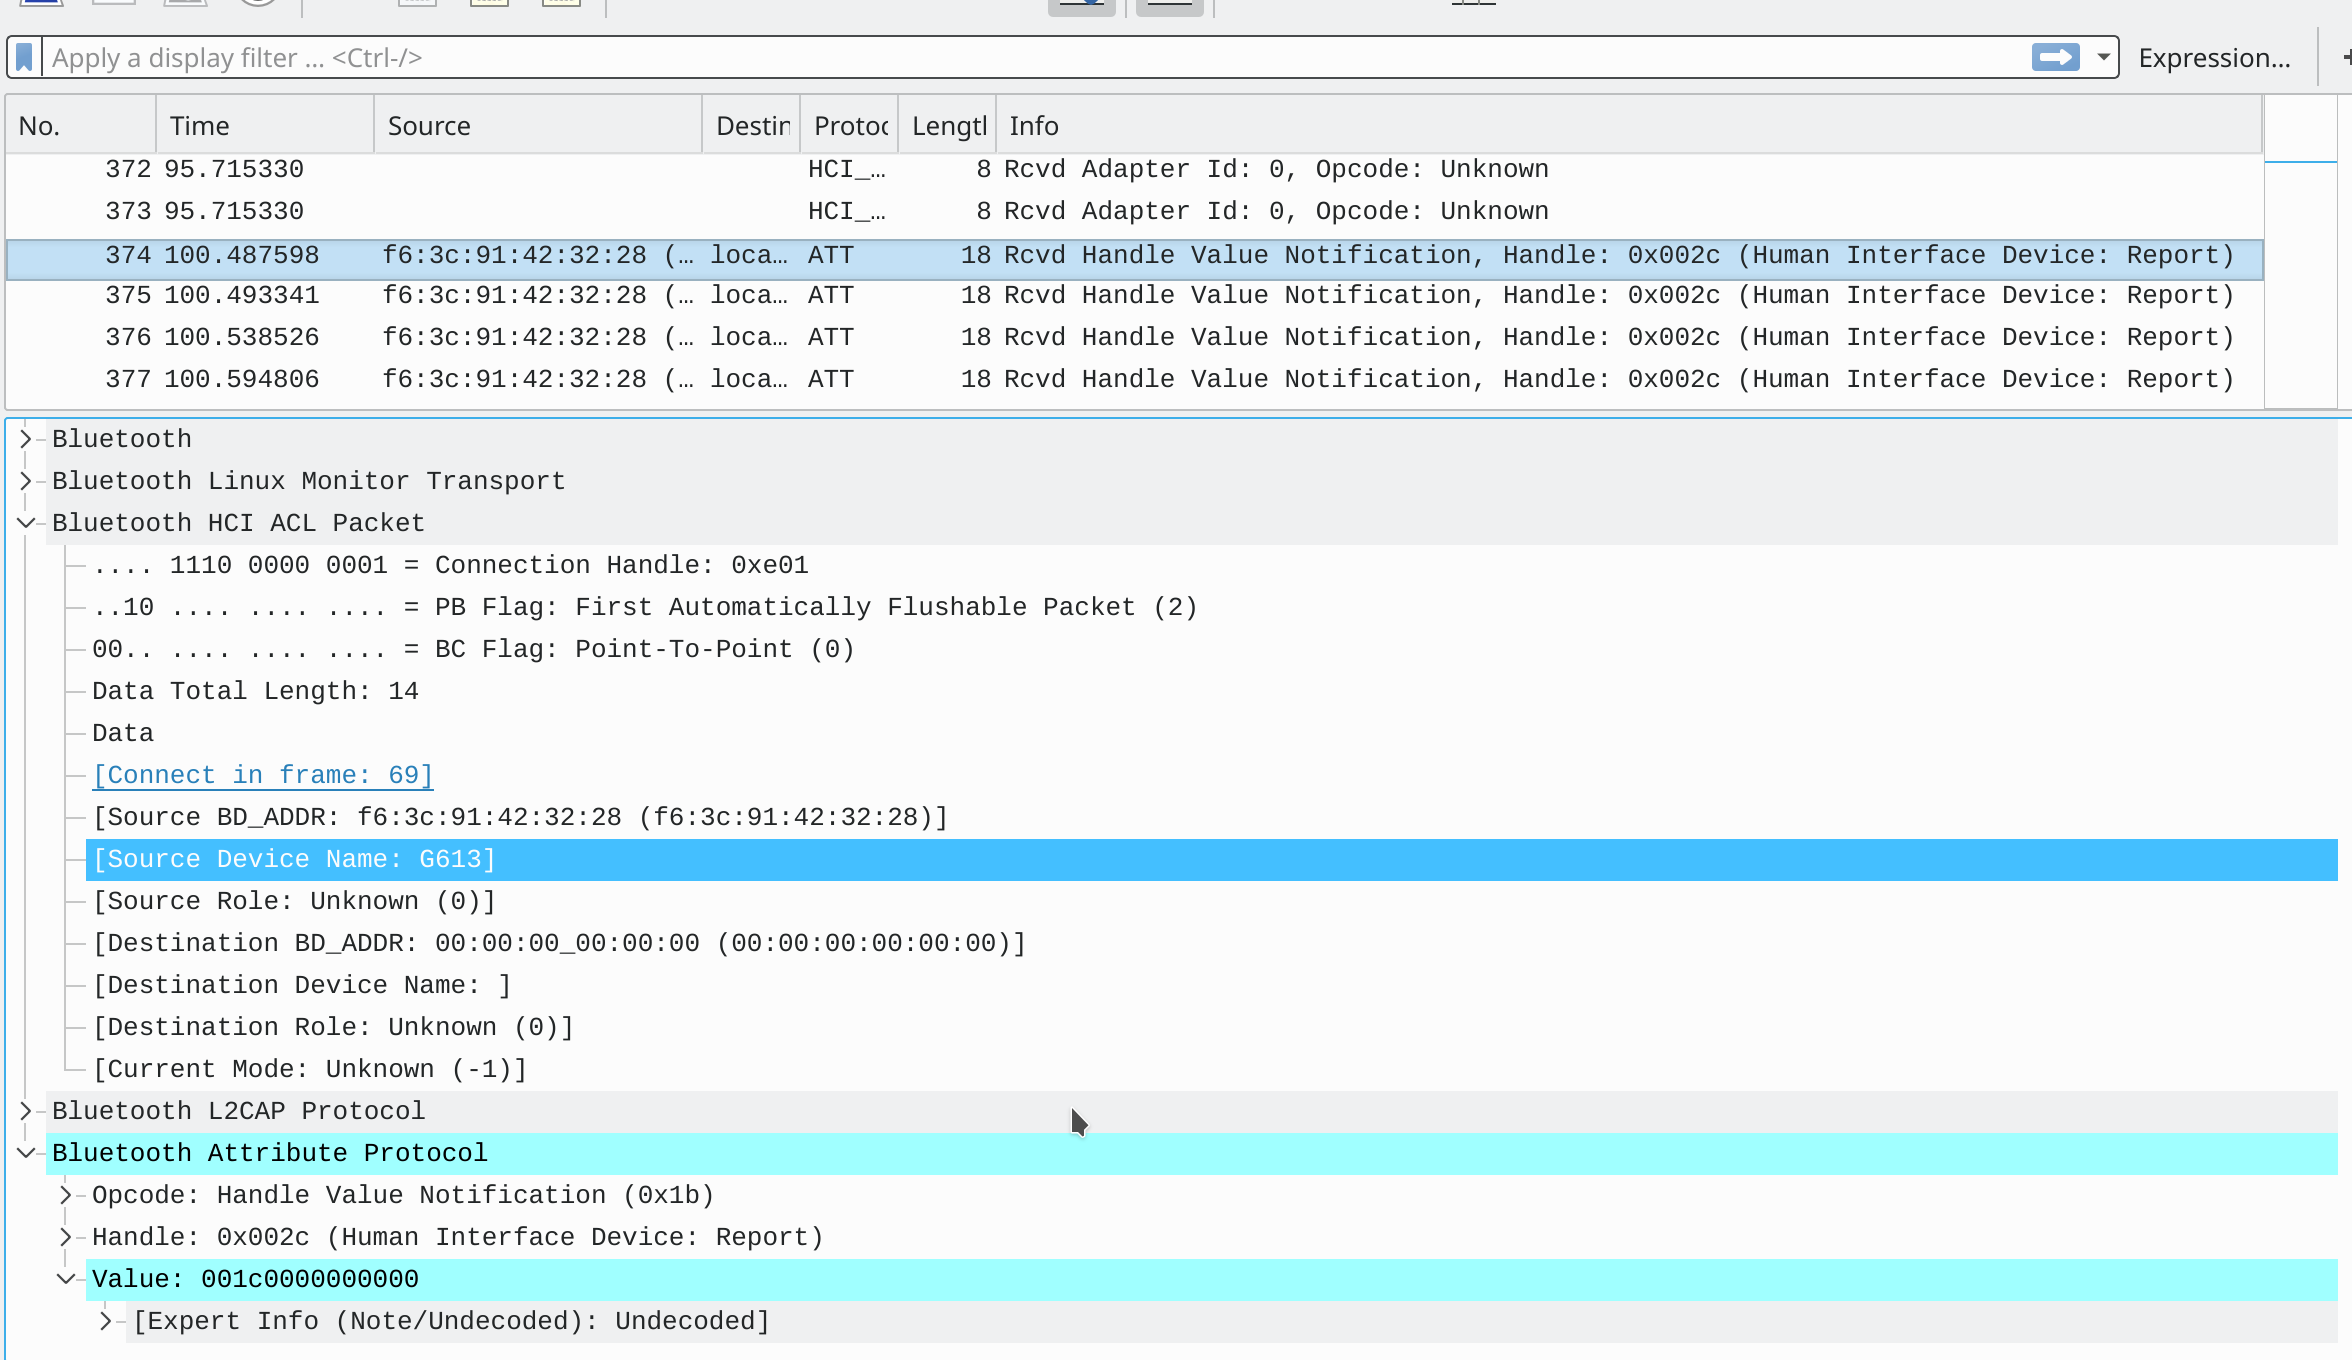 Apply a display filter ... <Ctrl-/>
Expression...
No. Time Source Destin Protoc Lengtl Info
372 95.715330 HCI_… 8 Rcvd Adapter Id: 0, Opcode: Unknown
373 95.715330 HCI_… 8 Rcvd Adapter Id: 0, Opcode: Unknown
374 100.487598 f6:3c:91:42:32:28 (… loca… ATT 18 Rcvd Handle Value Notification, Handle: 0x002c (Human Interface Device: Report)
375 100.493341 f6:3c:91:42:32:28 (… loca… ATT 18 Rcvd Handle Value Notification, Handle: 0x002c (Human Interface Device: Report)
376 100.538526 f6:3c:91:42:32:28 (… loca… ATT 18 Rcvd Handle Value Notification, Handle: 0x002c (Human Interface Device: Report)
377 100.594806 f6:3c:91:42:32:28 (… loca… ATT 18 Rcvd Handle Value Notification, Handle: 0x002c (Human Interface Device: Report)
Bluetooth
Bluetooth Linux Monitor Transport
Bluetooth HCI ACL Packet
.... 1110 0000 0001 = Connection Handle: 0xe01
..10 .... .... .... = PB Flag: First Automatically Flushable Packet (2)
00.. .... .... .... = BC Flag: Point-To-Point (0)
Data Total Length: 14
Data
[Connect in frame: 69]
[Source BD_ADDR: f6:3c:91:42:32:28 (f6:3c:91:42:32:28)]
[Source Device Name: G613]
[Source Role: Unknown (0)]
[Destination BD_ADDR: 00:00:00_00:00:00 (00:00:00:00:00:00)]
[Destination Device Name: ]
[Destination Role: Unknown (0)]
[Current Mode: Unknown (-1)]
Bluetooth L2CAP Protocol
Bluetooth Attribute Protocol
Opcode: Handle Value Notification (0x1b)
Handle: 0x002c (Human Interface Device: Report)
Value: 001c0000000000
[Expert Info (Note/Undecoded): Undecoded]